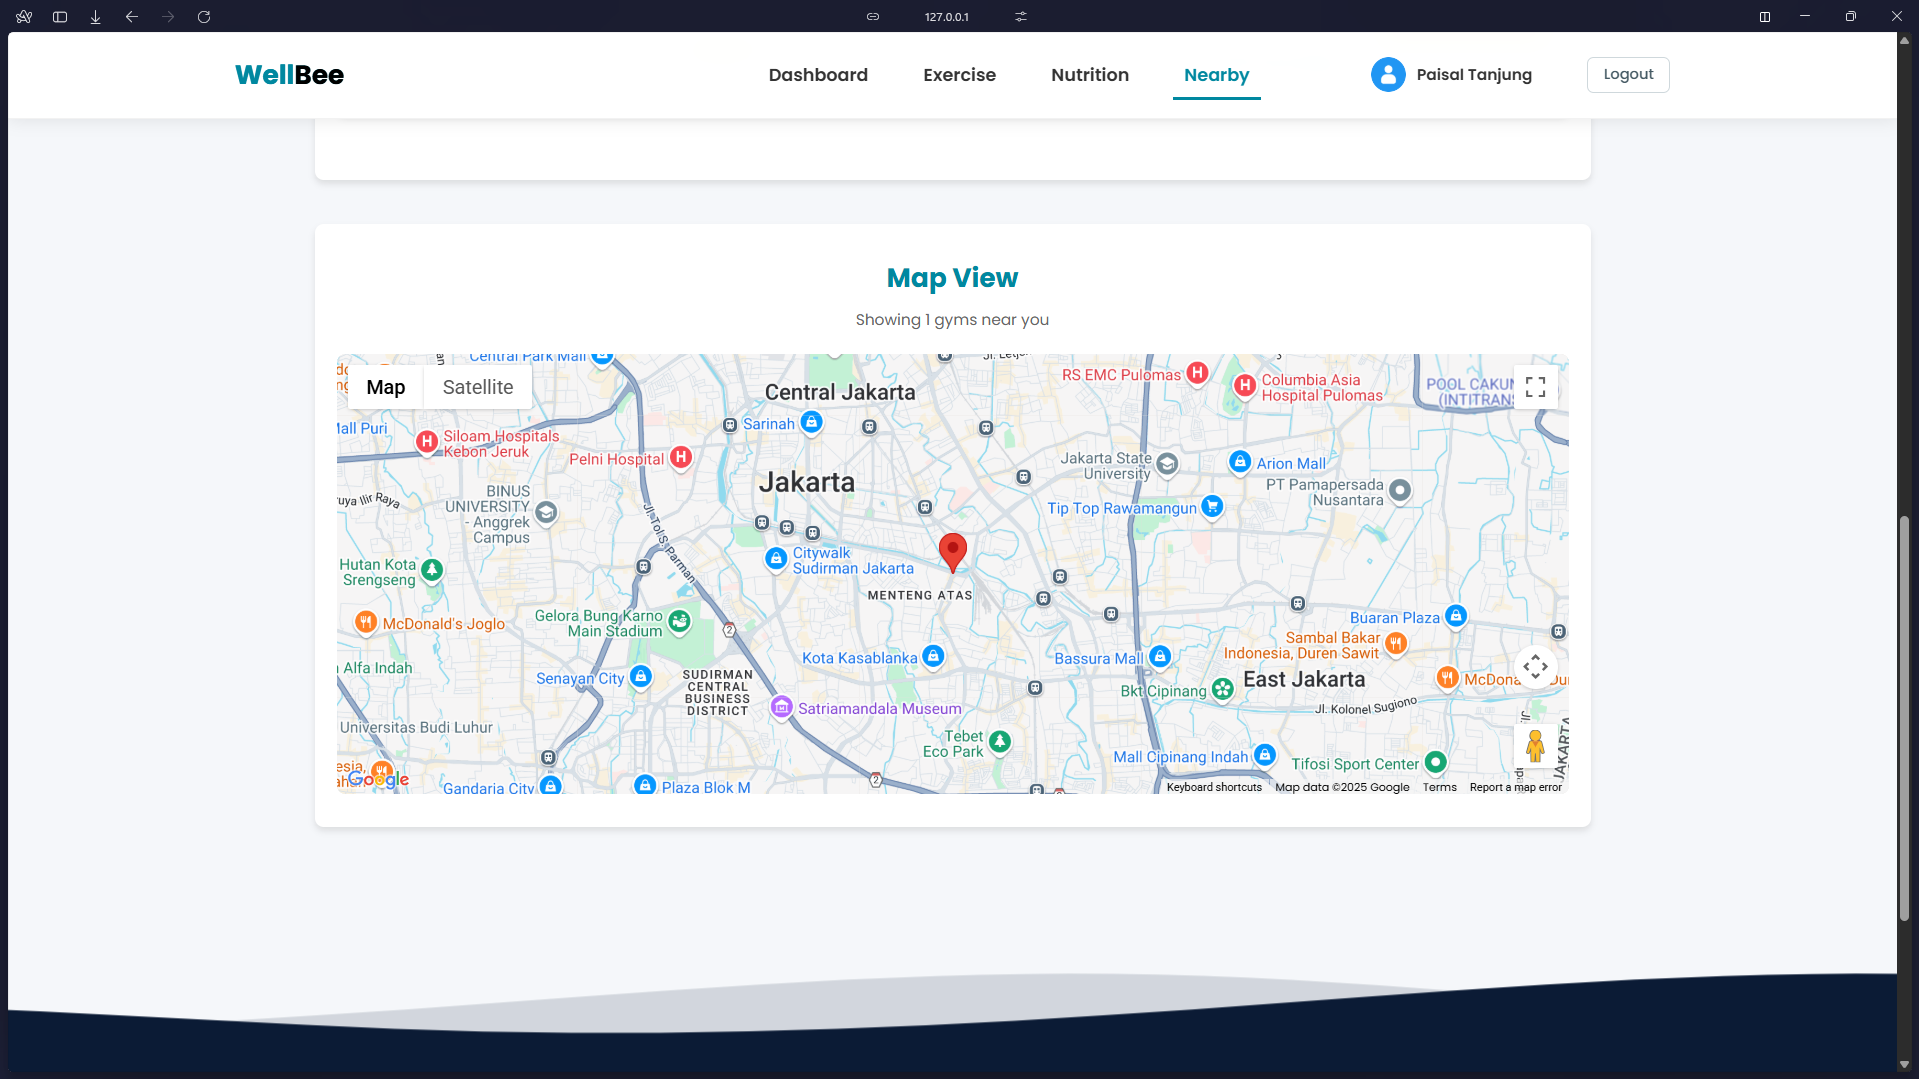 127.0.0.1
WellBee
Dashboard
Exercise
Nutrition
Nearby
Paisal Tanjung
Logout
Map View
Showing 1 gyms near you
Map
Satellite
Central Park Mall
Central Jakarta
RS EMC Pulomas
Columbia Asia
Hospital Pulomas
Sarinah
Siloam Hospitals
Kebon Jeruk
Pelni Hospital
Jakarta State
University
Arion Mall
Jakarta
PT Pamapersada
Nusantara
BINUS
UNIVERSITY
- Anggrek
Campus
Jl. Tol S. Parman
Tip Top Rawamangun
Citywalk
Sudirman Jakarta
Hutan Kota
Srengseng
MENTENG ATAS
McDonald's Joglo
Gelora Bung Karno
Main Stadium
2
Buaran Plaza
Sambal Bakar
Indonesia, Duren Sawit
Alfa Indah
Kota Kasablanka
Bassura Mall
Senayan City
SUDIRMAN
CENTRAL
BUSINESS
DISTRICT
Bkt Cipinang
East Jakarta
Satriamandala Museum
Jl. Kolonel Sugiono
Universitas Budi Luhur
Tebet
Eco Park
Mall Cipinang Indah
Tifosi Sport Center
JAKARTA
Google
2
Gandaria City
Plaza Blok M
Keyboard shortcuts
Map data ©2025 Google
Terms
Report a map error